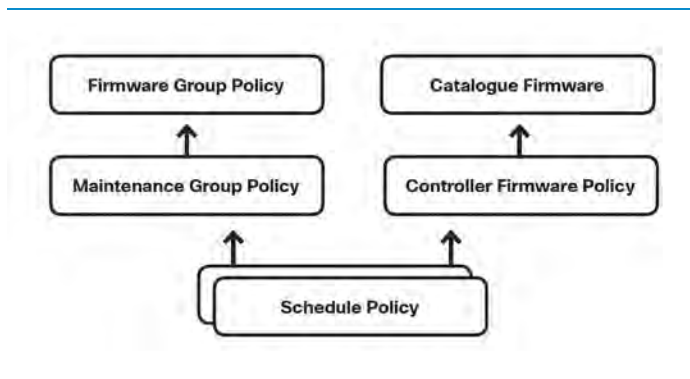 Firmware Group Policy
Catalogue Firmware
Maintenance Group Policy
Controller Firmware Policy
Schedule Policy